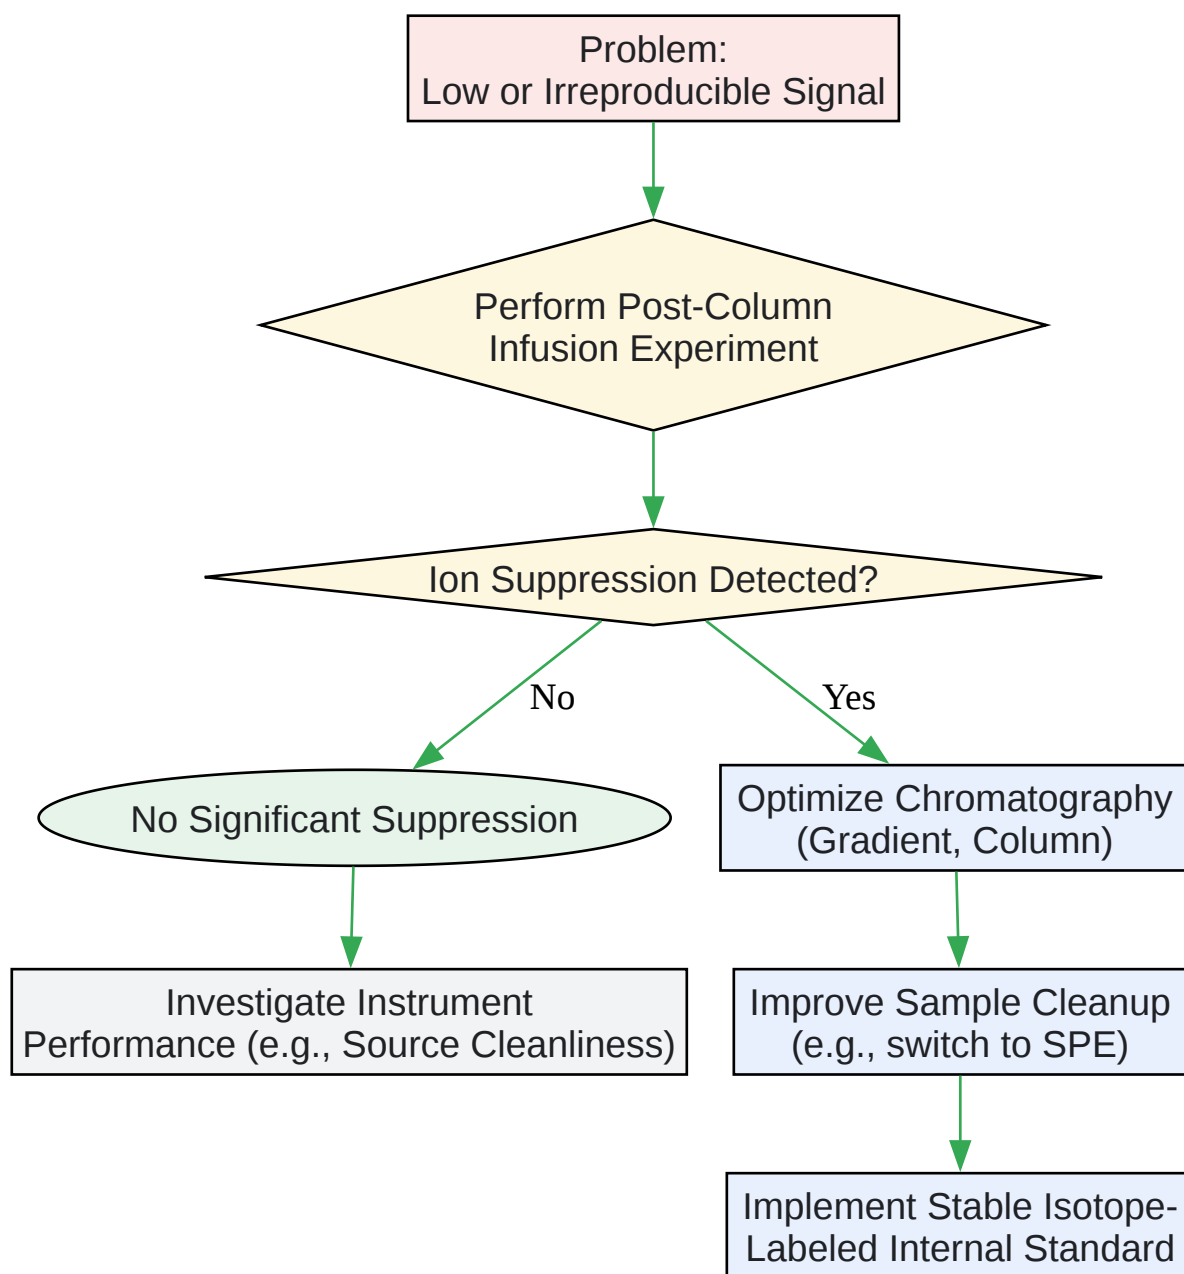 Problem:
Low or Irreproducible Signal
Perform Post-Column
Infusion Experiment
Ion Suppression Detected?
No
Yes
No Significant Suppression
Optimize Chromatography
(Gradient, Column)
Investigate Instrument
Performance (e.g., Source Cleanliness)
Improve Sample Cleanup
(e.g., switch to SPE)
Implement Stable Isotope-
Labeled Internal Standard